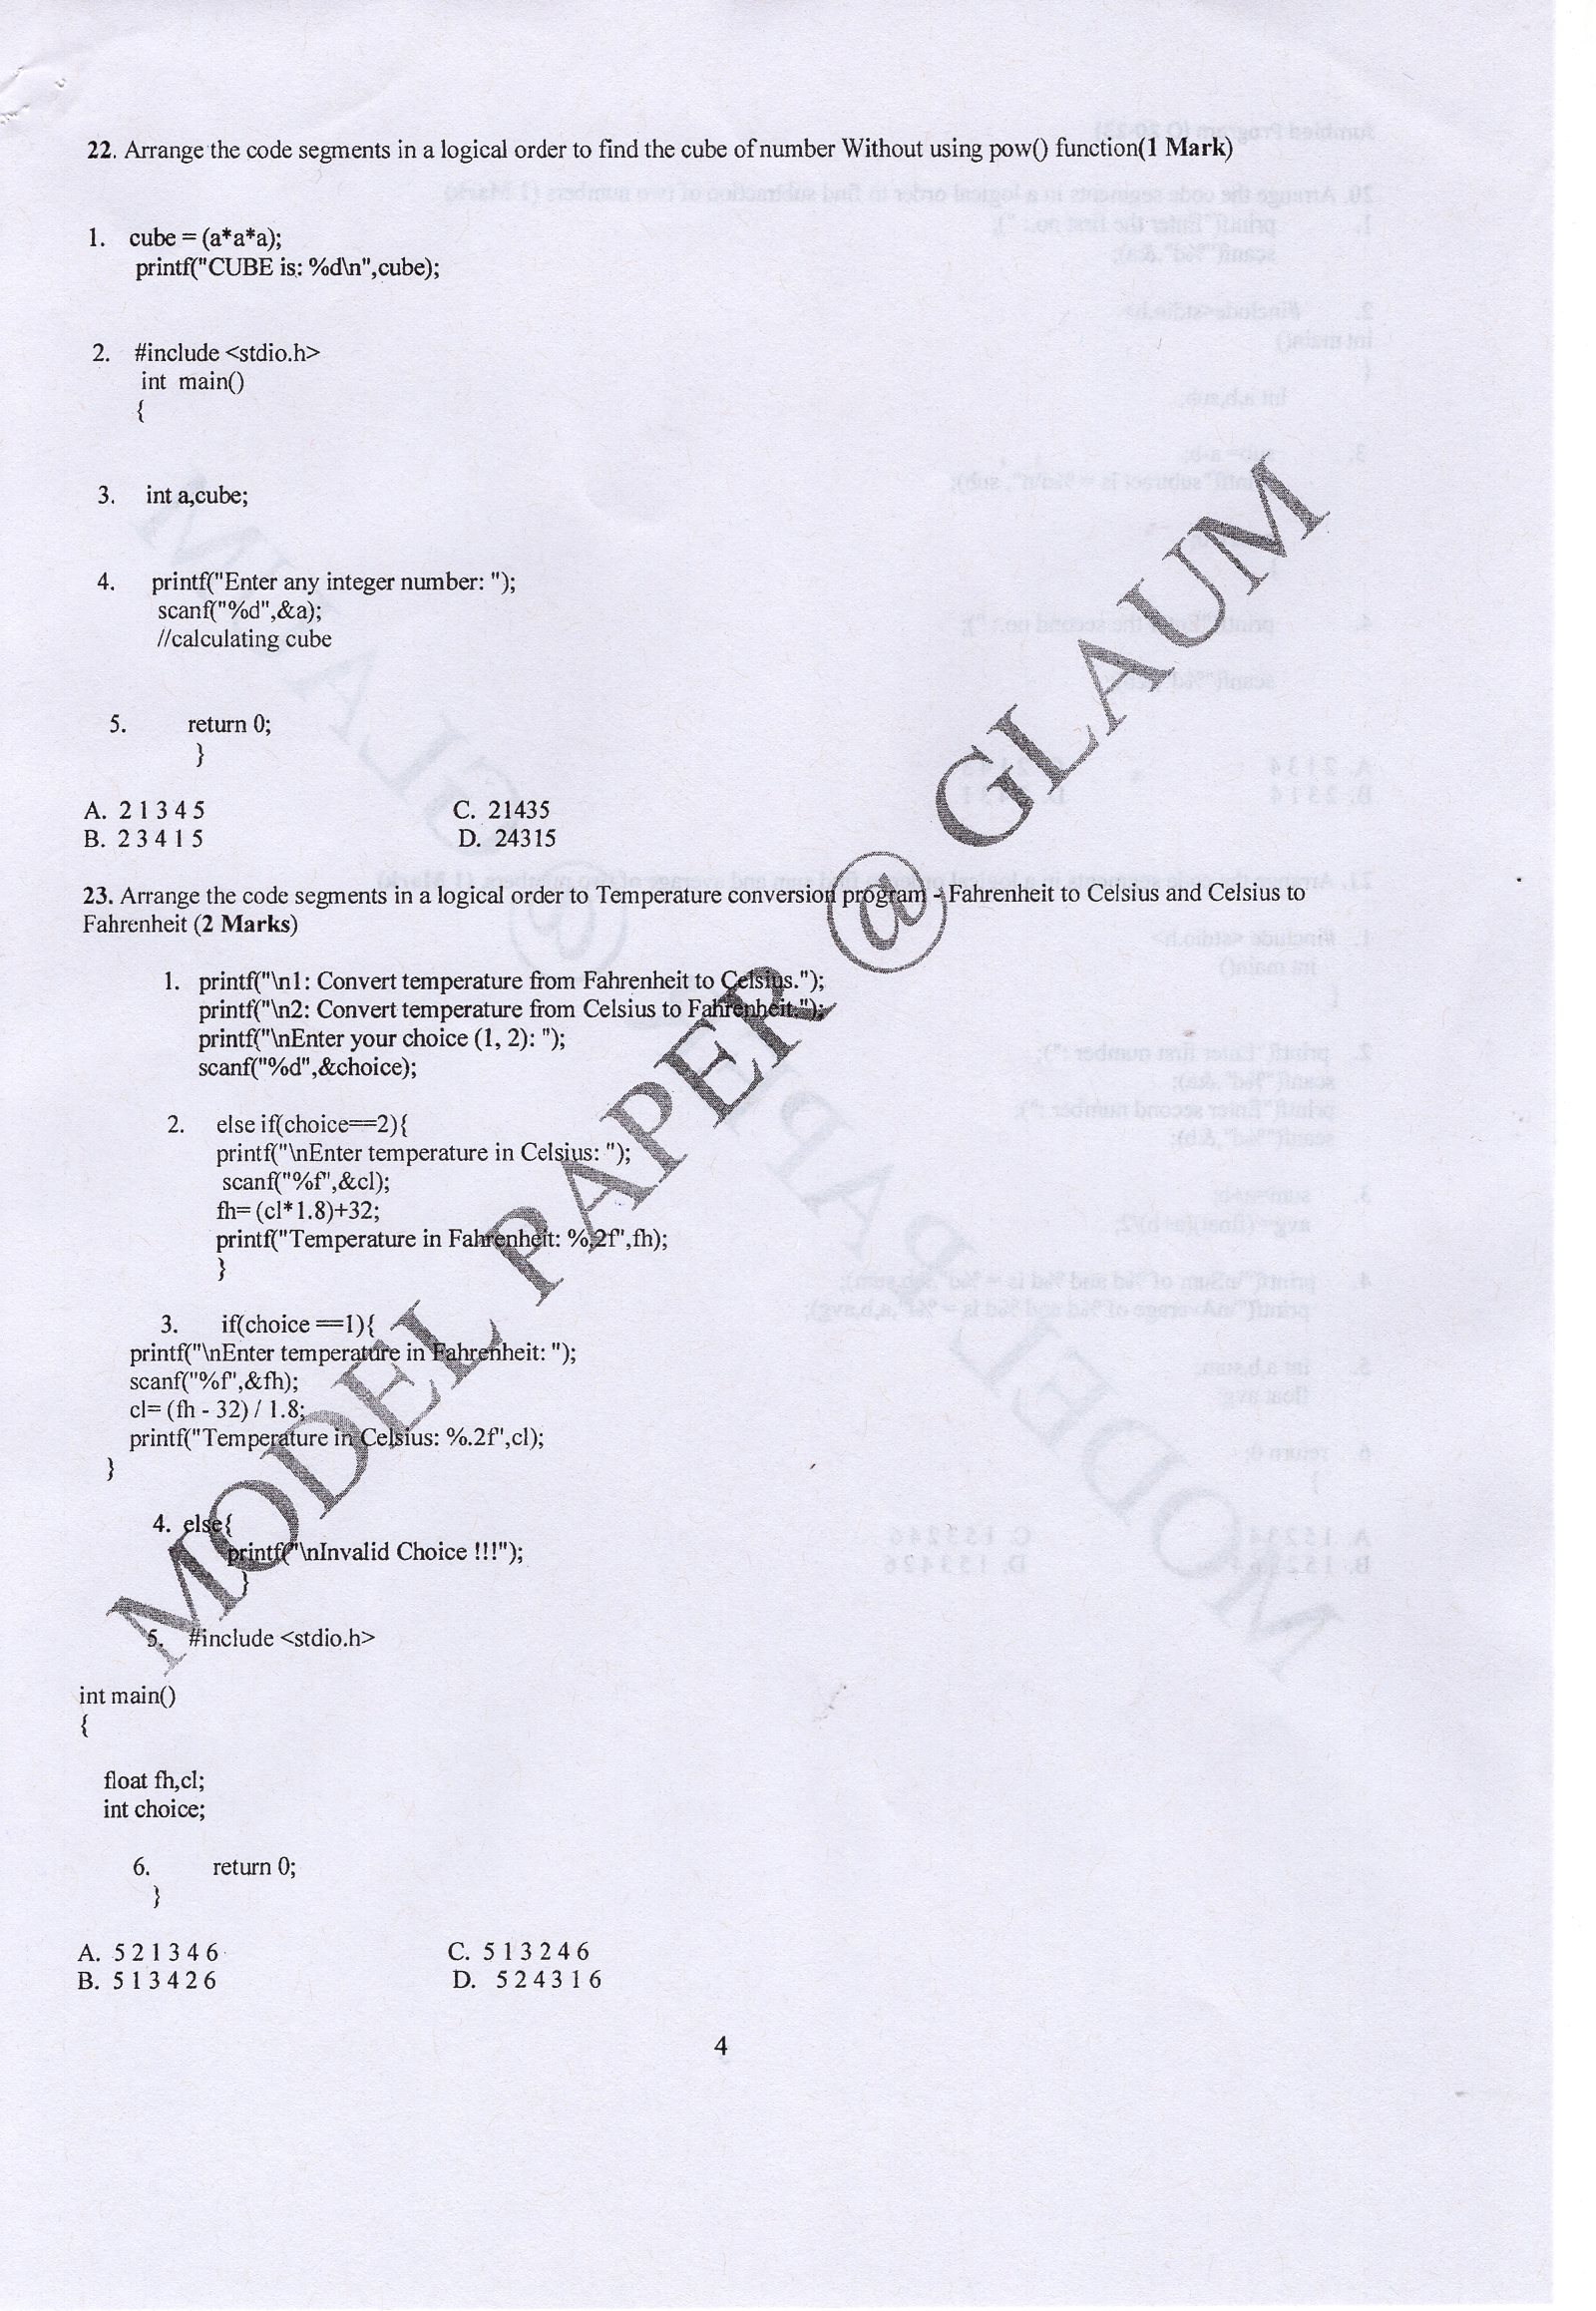 22. Arrange the code segments in a logical order to find the cube of number Without using pow() function(1 Mark)
1. cube = (a*a*a);
printf("CUBE is: %d\n",cube);
2. #include <stdio.h>
int main()
{
3. int a,cube;
4. printf("Enter any integer number: ");
scanf("%d",&a);
//calculating cube
5. return 0;
}
A. 2 1 3 4 5 C. 21435
B. 2 3 4 1 5 D. 24315
23. Arrange the code segments in a logical order to Temperature conversion program - Fahrenheit to Celsius and Celsius to
Fahrenheit (2 Marks)
1. printf("\n1: Convert temperature from Fahrenheit to Celsius.");
printf("\n2: Convert temperature from Celsius to Fahrenheit.");
printf("\nEnter your choice (1, 2): ");
scanf("%d",&choice);
2. else if(choice==2){
printf("\nEnter temperature in Celsius: ");
scanf("%f",&cl);
fh= (cl*1.8)+32;
printf("Temperature in Fahrenheit: %.2f",fh);
}
3. if(choice ==1){
printf("\nEnter temperature in Fahrenheit: ");
scanf("%f",&fh);
cl= (fh - 32) / 1.8;
printf("Temperature in Celsius: %.2f",cl);
}
4. else{
printf("\nInvalid Choice !!!");
}
5. #include <stdio.h>
int main()
{
float fh,cl;
int choice;
6. return 0;
}
A. 5 2 1 3 4 6 C. 5 1 3 2 4 6
B. 5 1 3 4 2 6 D. 5 2 4 3 1 6
4
MODEL PAPER @ GLAUM